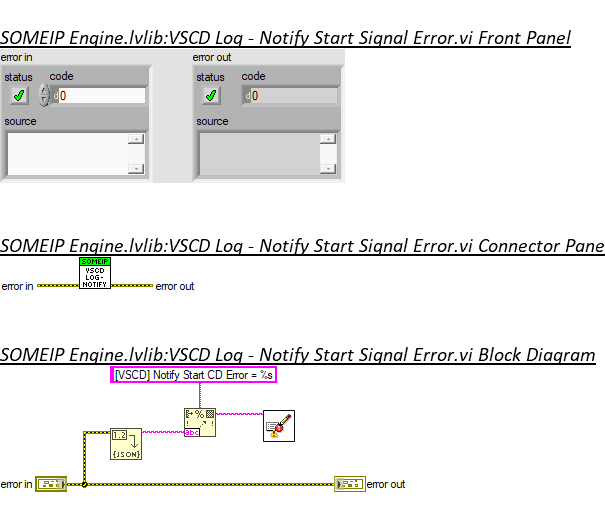 SOMEIP Engine.lvlib:VSCD Log - Notify Start Signal Error.vi Front Panel
error in
error out
status code
status code
d 0
d 0
source
source
SOMEIP Engine.lvlib:VSCD Log - Notify Start Signal Error.vi Connector Pane
SOMEIP
VSCD
LOG-
NOTIFY
error in
error out
SOMEIP Engine.lvlib:VSCD Log - Notify Start Signal Error.vi Block Diagram
[VSCD] Notify Start CD Error = %s
%
abc
1.2
{JSON}
error in
error out